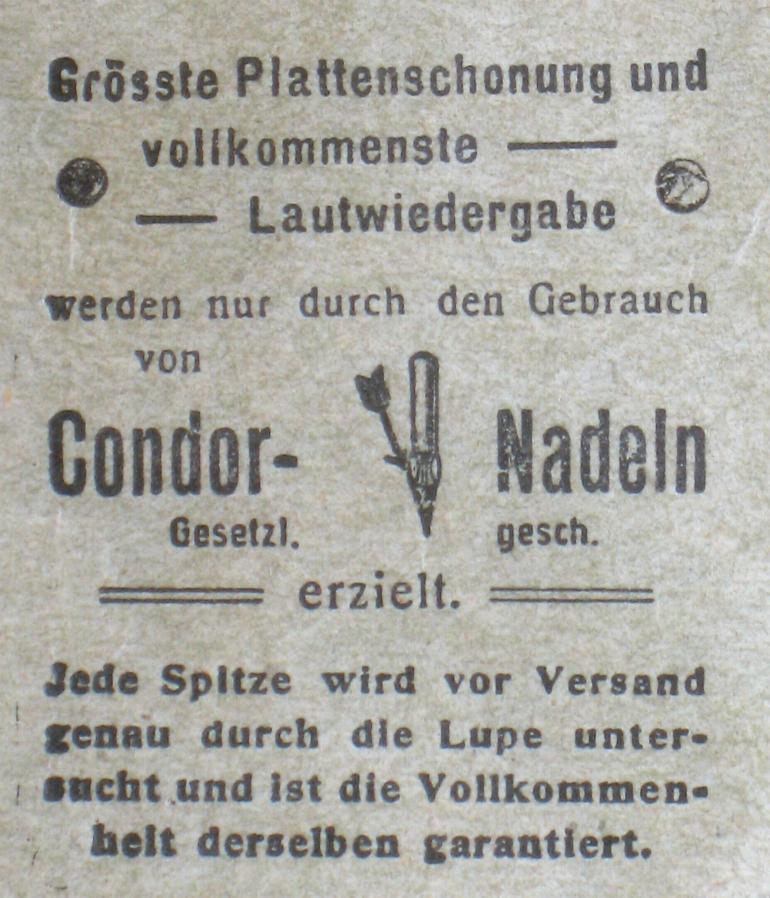 Grösste Plattenschonung und
vollkommenste
Lautwiedergabe
werden nur durch den Gebrauch
von
Condor- Nadeln
Gesetzl. gesch.
erzielt.
Jede Spitze wird vor Versand
genau durch die Lupe unter-
sucht und ist die Vollkommen-
heit derselben garantiert.